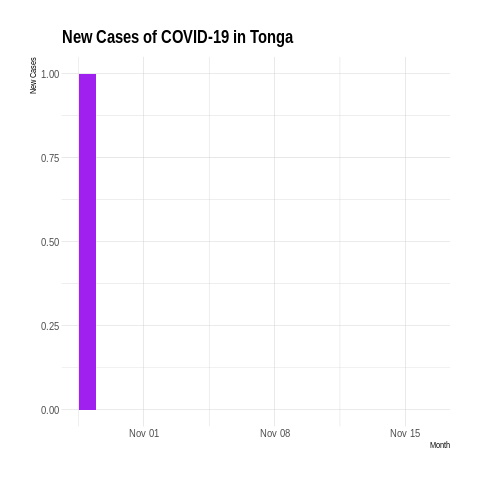 New Cases of COVID-19 in Tonga
New Cases
1.00
0.75
0.50
0.25
0.00
Nov 01 Nov 08 Nov 15
Month